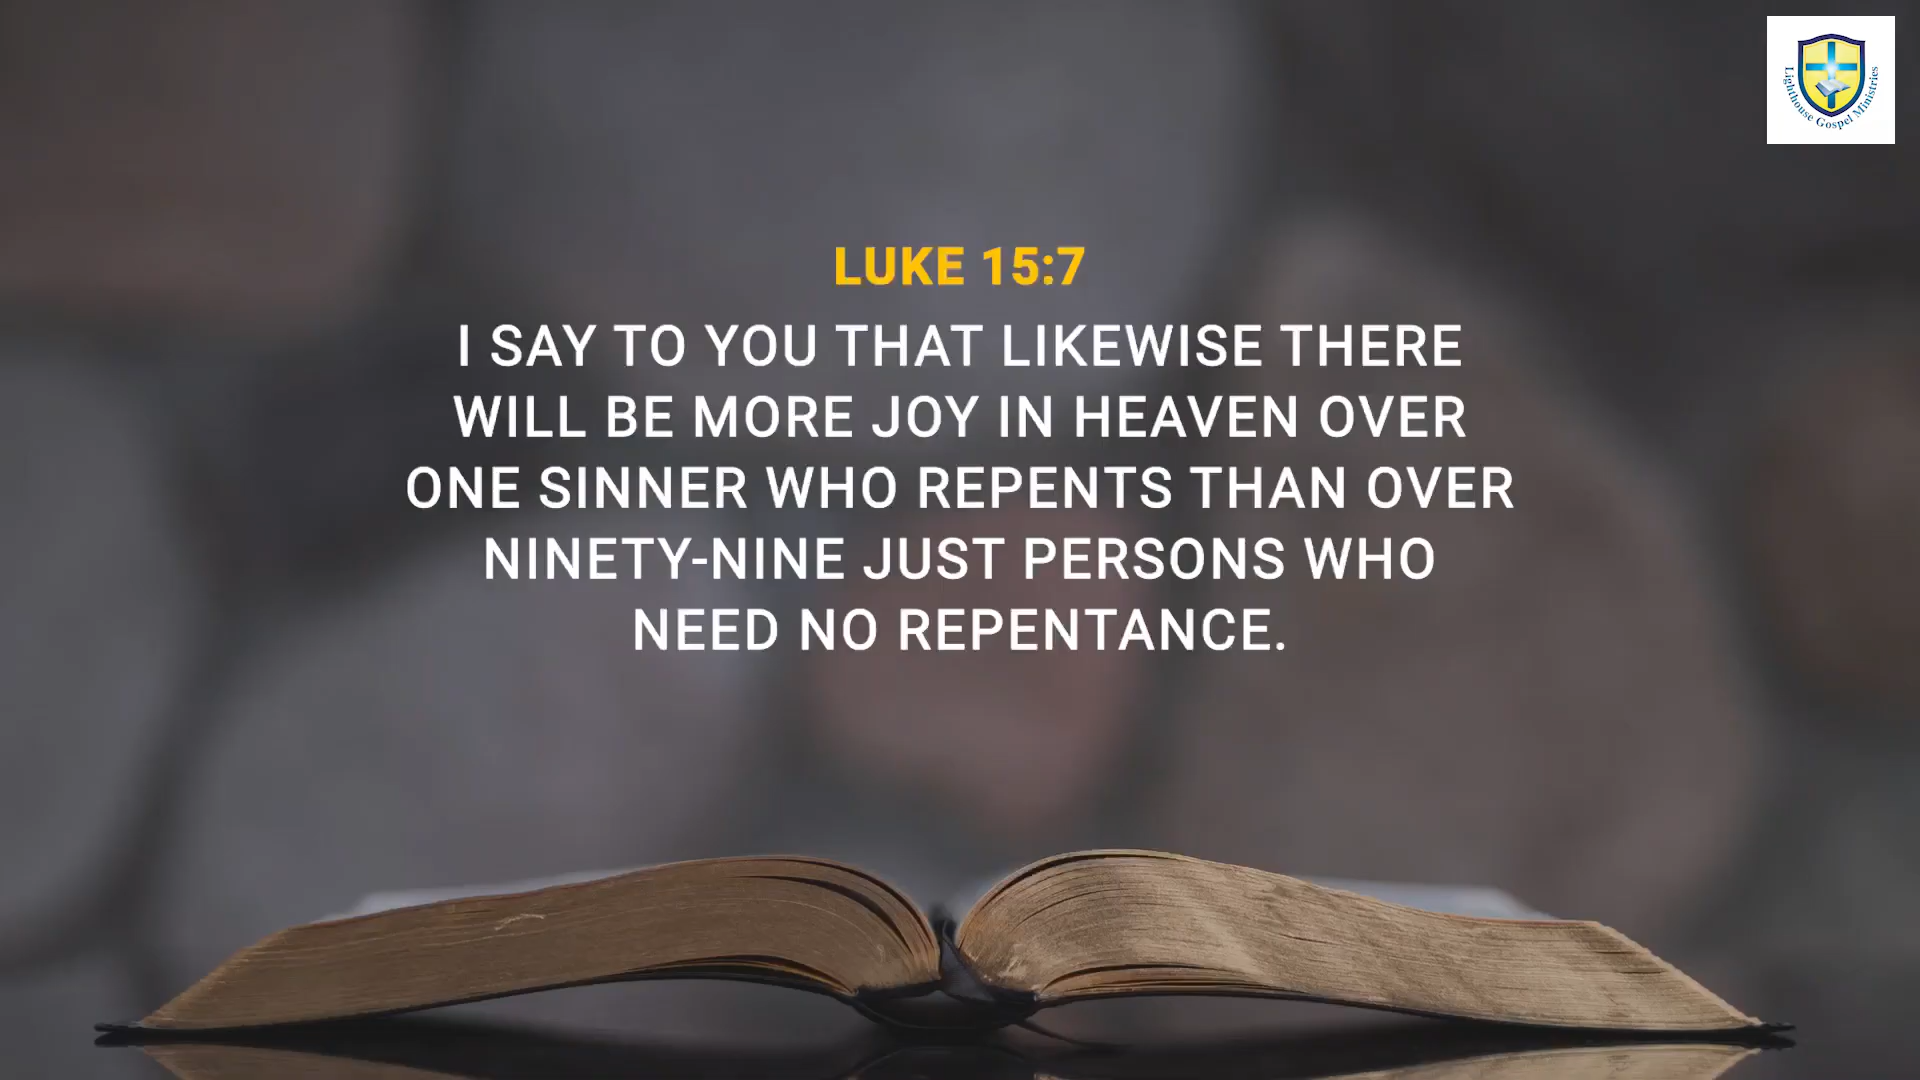 Lighthouse Gospel Ministries
LUKE 15:7
I SAY TO YOU THAT LIKEWISE THERE
WILL BE MORE JOY IN HEAVEN OVER
ONE SINNER WHO REPENTS THAN OVER
NINETY-NINE JUST PERSONS WHO
NEED NO REPENTANCE.